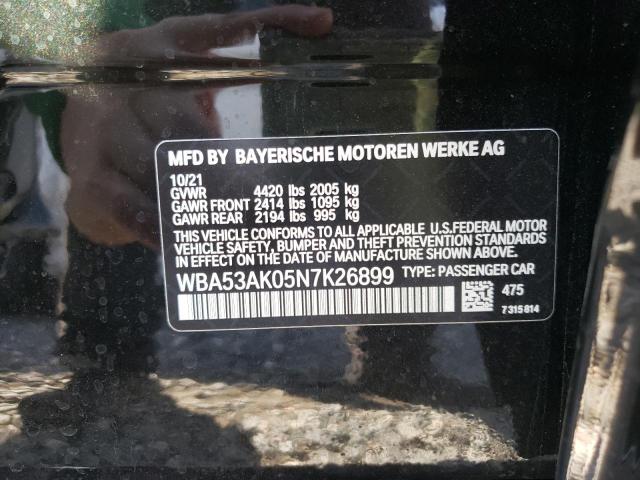 MFD BY BAYERISCHE MOTOREN WERKE AG
10/21
GVWR 4420 lbs 2005 kg
GAWR FRONT 2414 lbs 1095 kg
GAWR REAR 2194 lbs 995 kg
THIS VEHICLE CONFORMS TO ALL APPLICABLE U.S.FEDERAL MOTOR
VEHICLE SAFETY, BUMPER AND THEFT PREVENTION STANDARDS
IN EFFECT ON THE DATE OF MANUFACTURE SHOWN ABOVE.
WBA53AK05N7K26899 TYPE: PASSENGER CAR
475
7315814